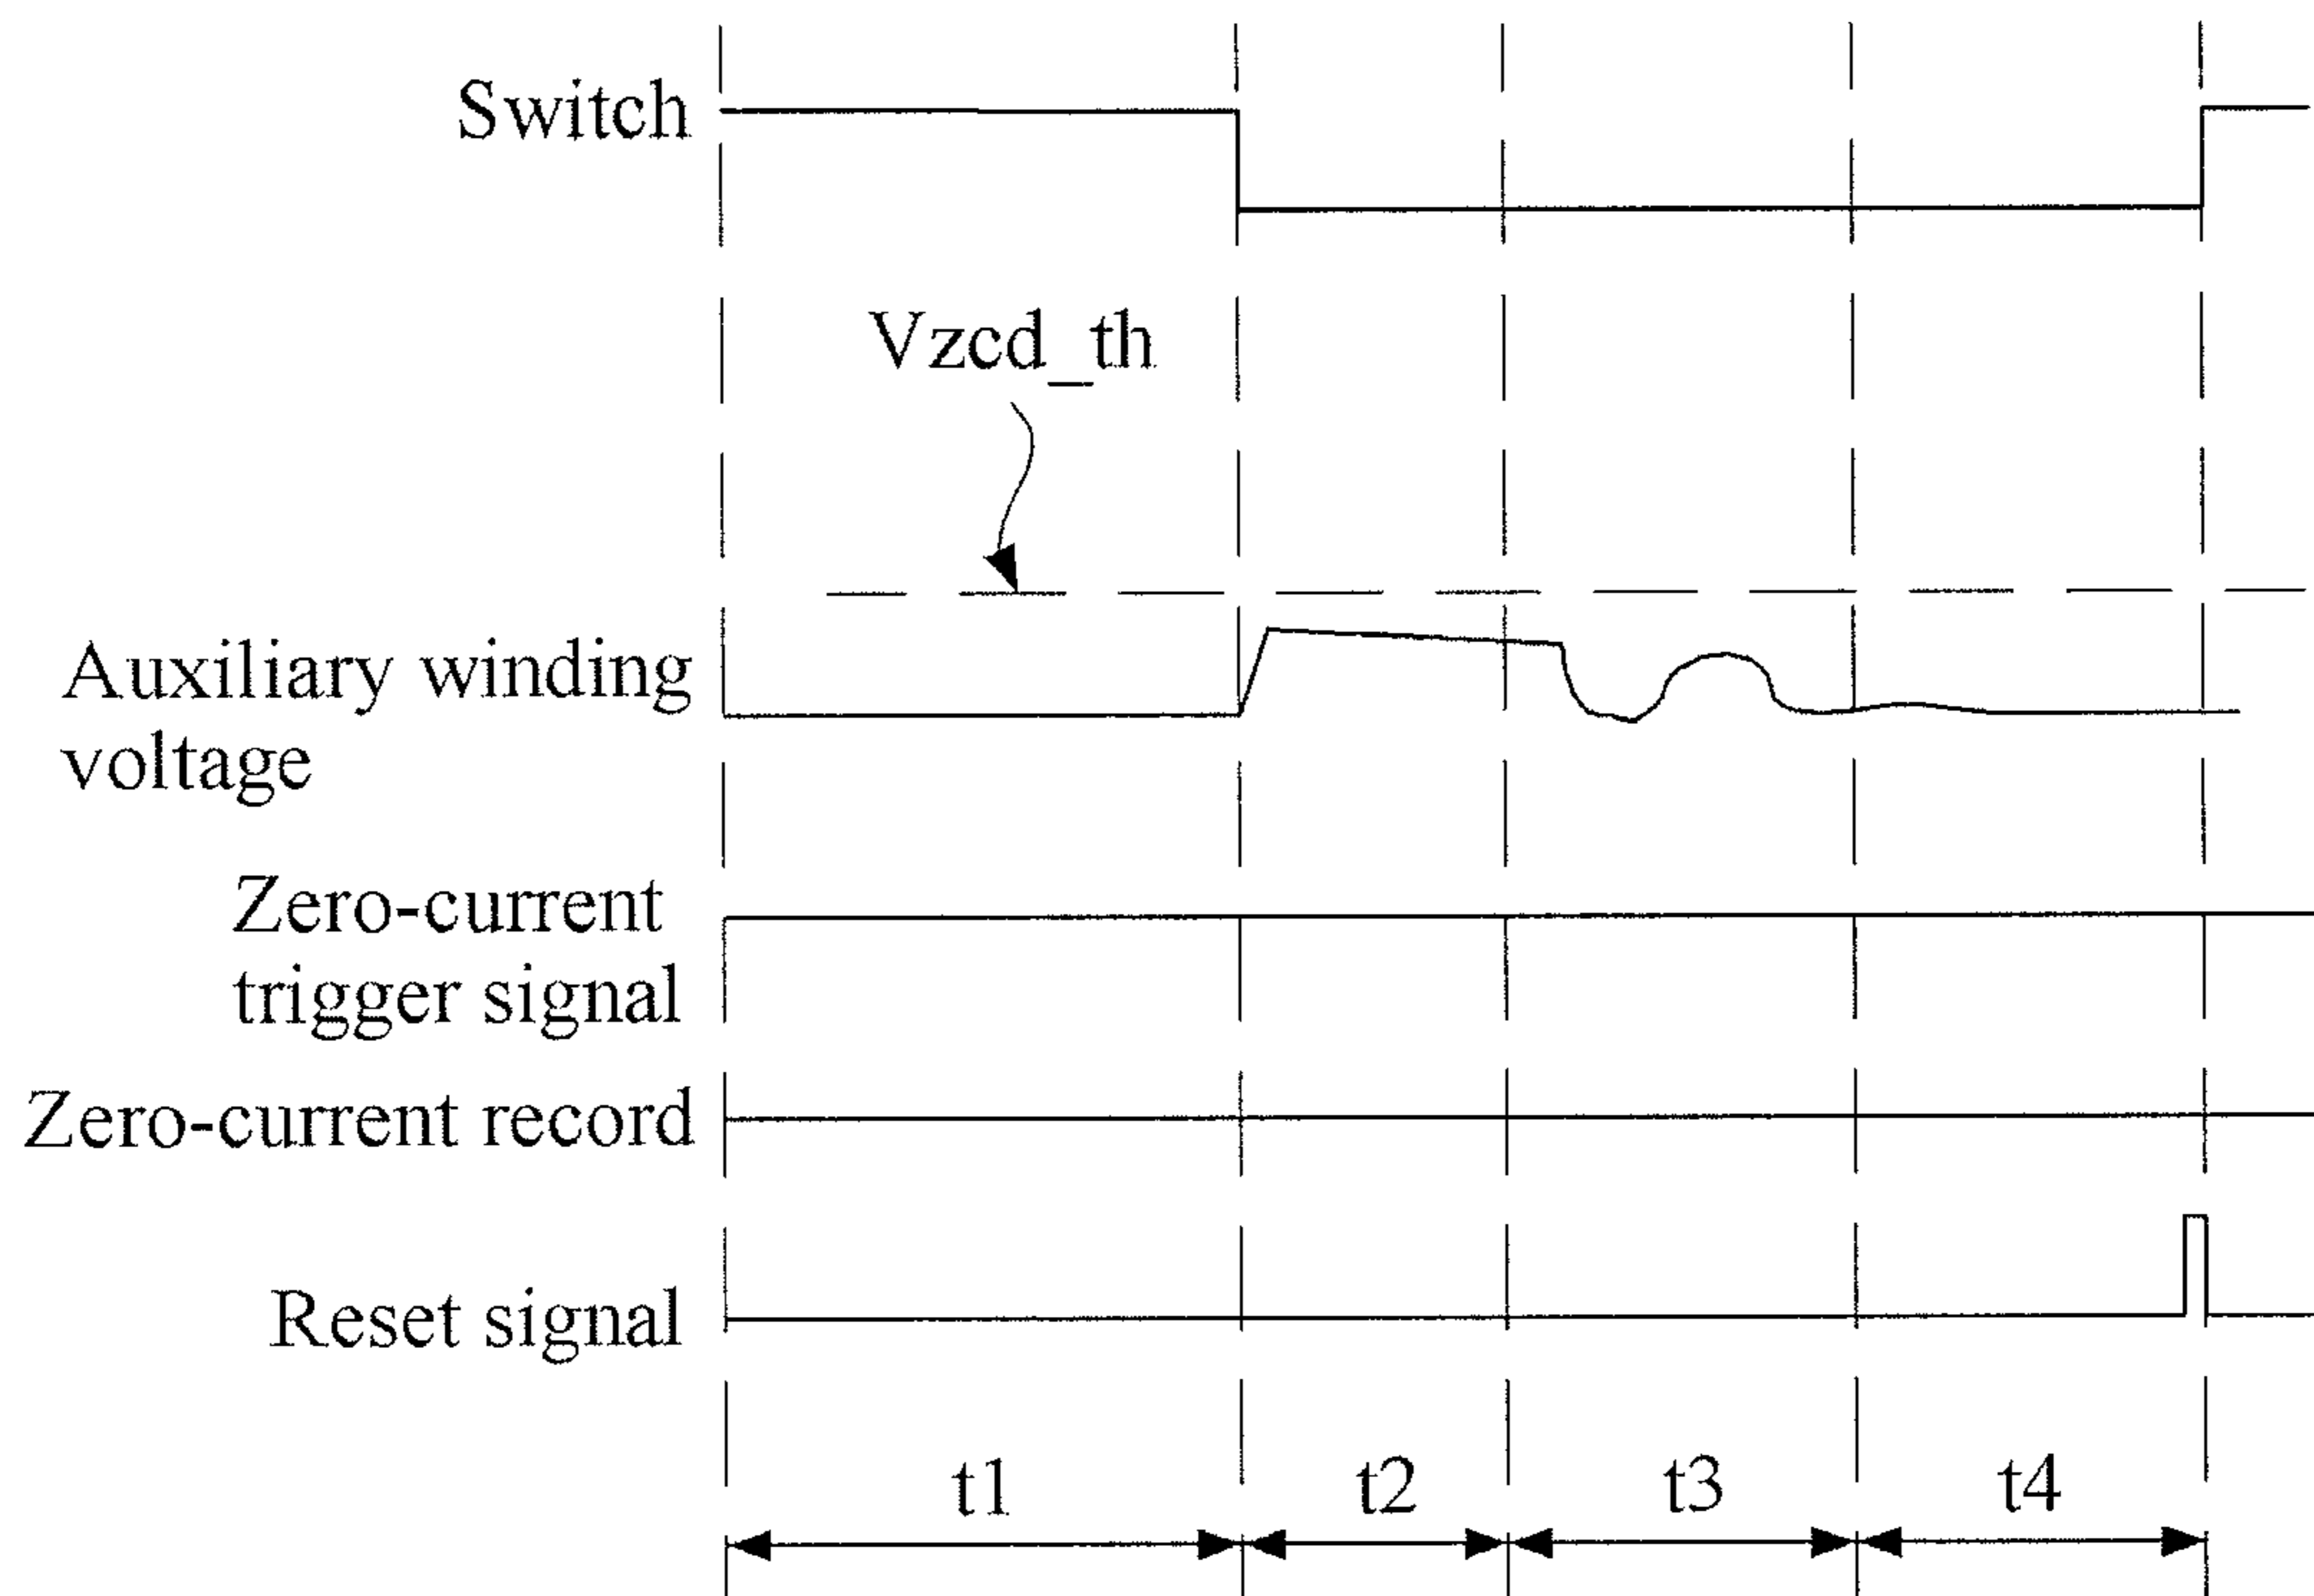 Switch
Vzcd_th
Auxiliary winding
voltage
Zero-current
trigger signal
Zero-current record
Reset signal
t1
t2
t3
t4